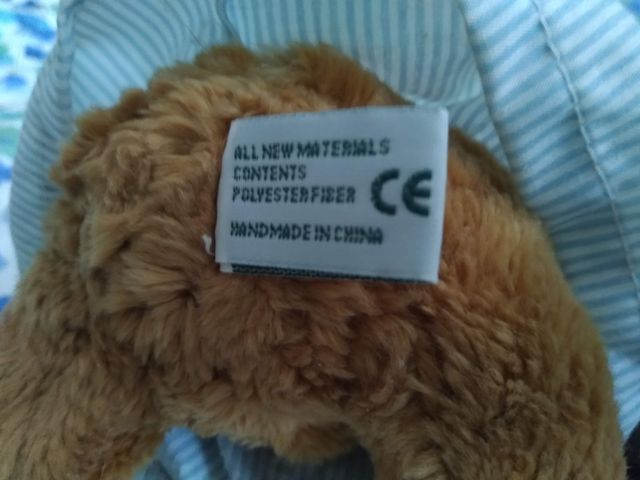 ALL NEW MATERIALS
CONTENTS
POLYESTER FIBER CE
HANDMADE IN CHINA